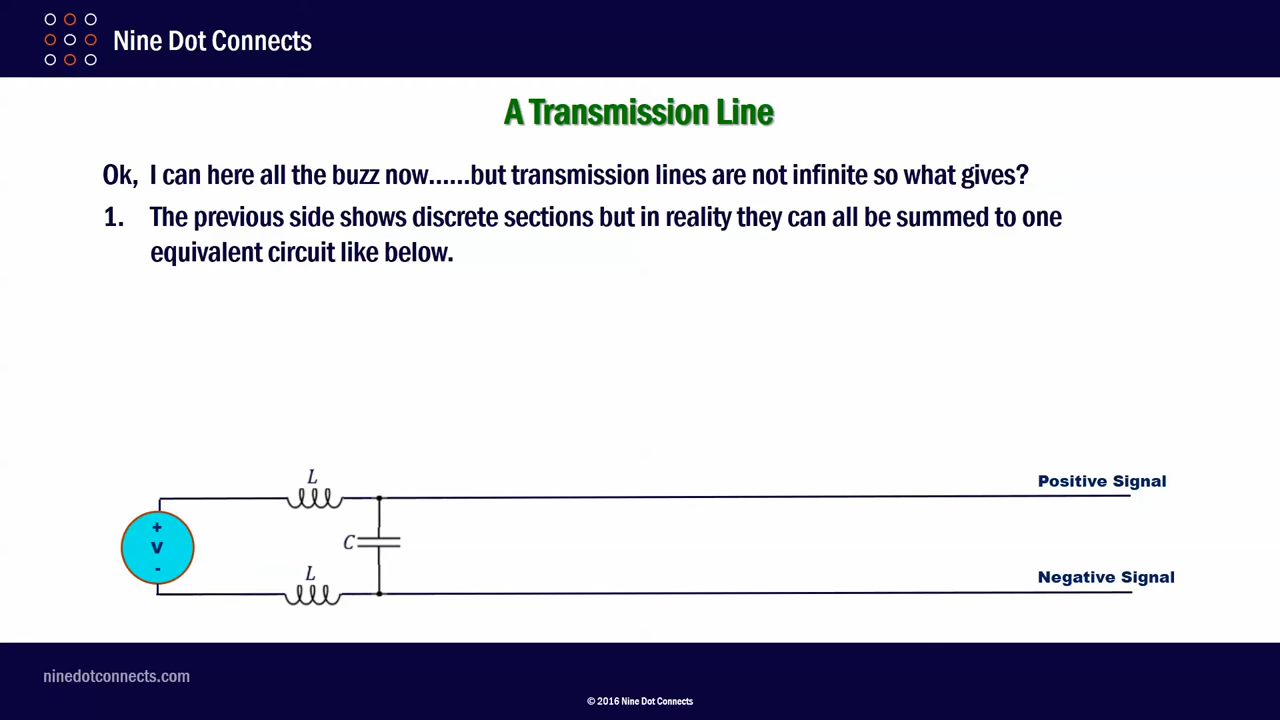 Nine Dot Connects
A Transmission Line
Ok, I can here all the buzz now......but transmission lines are not infinite so what gives?
1. The previous side shows discrete sections but in reality they can all be summed to one
equivalent circuit like below.
L
Positive Signal
+
V
-
C
L
Negative Signal
ninedotconnects.com
© 2016 Nine Dot Connects